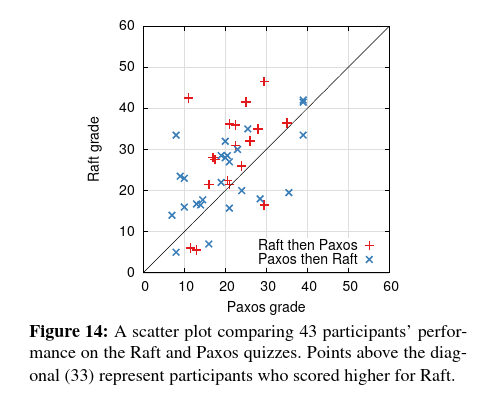 60
50
40
30
20
10
0
Raft grade
Raft then Paxos
Paxos then Raft
0 10 20 30 40 50 60
Paxos grade
Figure 14: A scatter plot comparing 43 participants' perfor-
mance on the Raft and Paxos quizzes. Points above the diag-
onal (33) represent participants who scored higher for Raft.